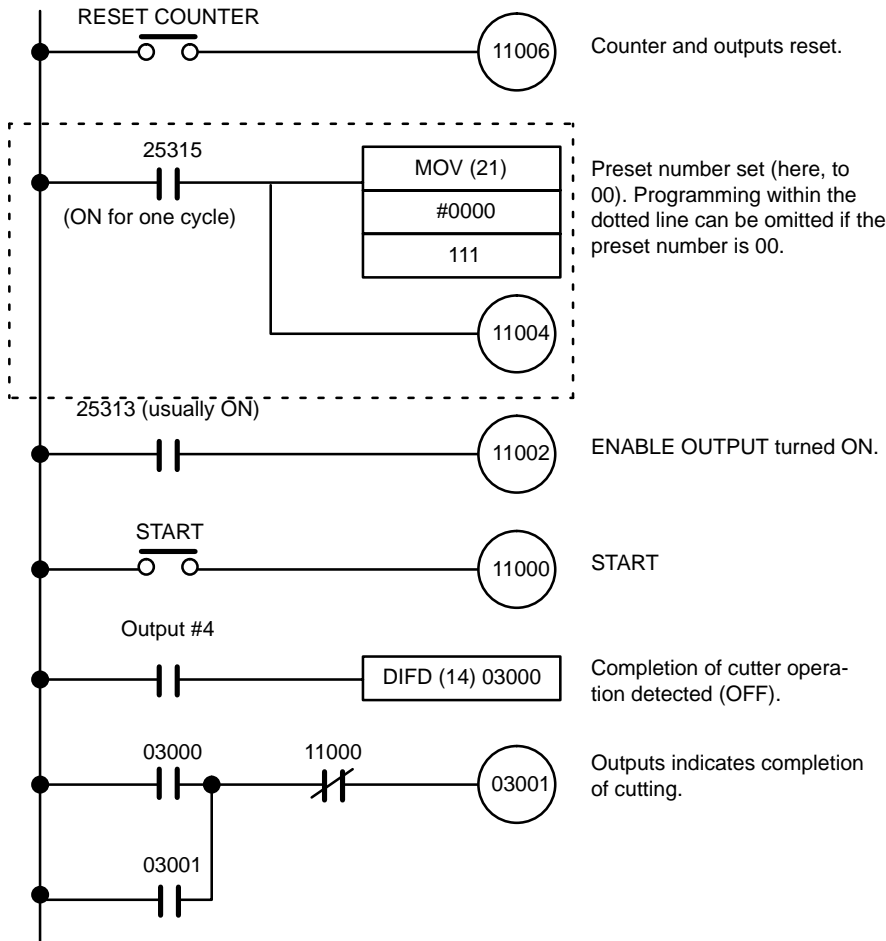 RESET COUNTER
11006
Counter and outputs reset.
25315
(ON for one cycle)
MOV (21)
#0000
111
11004
Preset number set (here, to
00). Programming within the
dotted line can be omitted if the
preset number is 00.
25313 (usually ON)
11002
ENABLE OUTPUT turned ON.
START
11000
START
Output #4
DIFD (14) 03000
Completion of cutter opera-
tion detected (OFF).
03000
11000
03001
Outputs indicates completion
of cutting.
03001